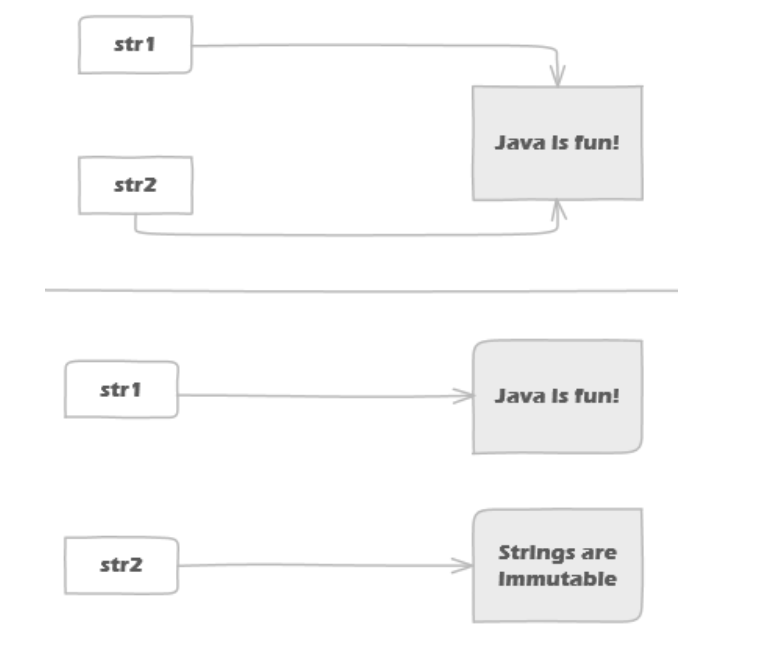 str1
Java is fun!
str2
str1
Java is fun!
str2
Strings are
immutable